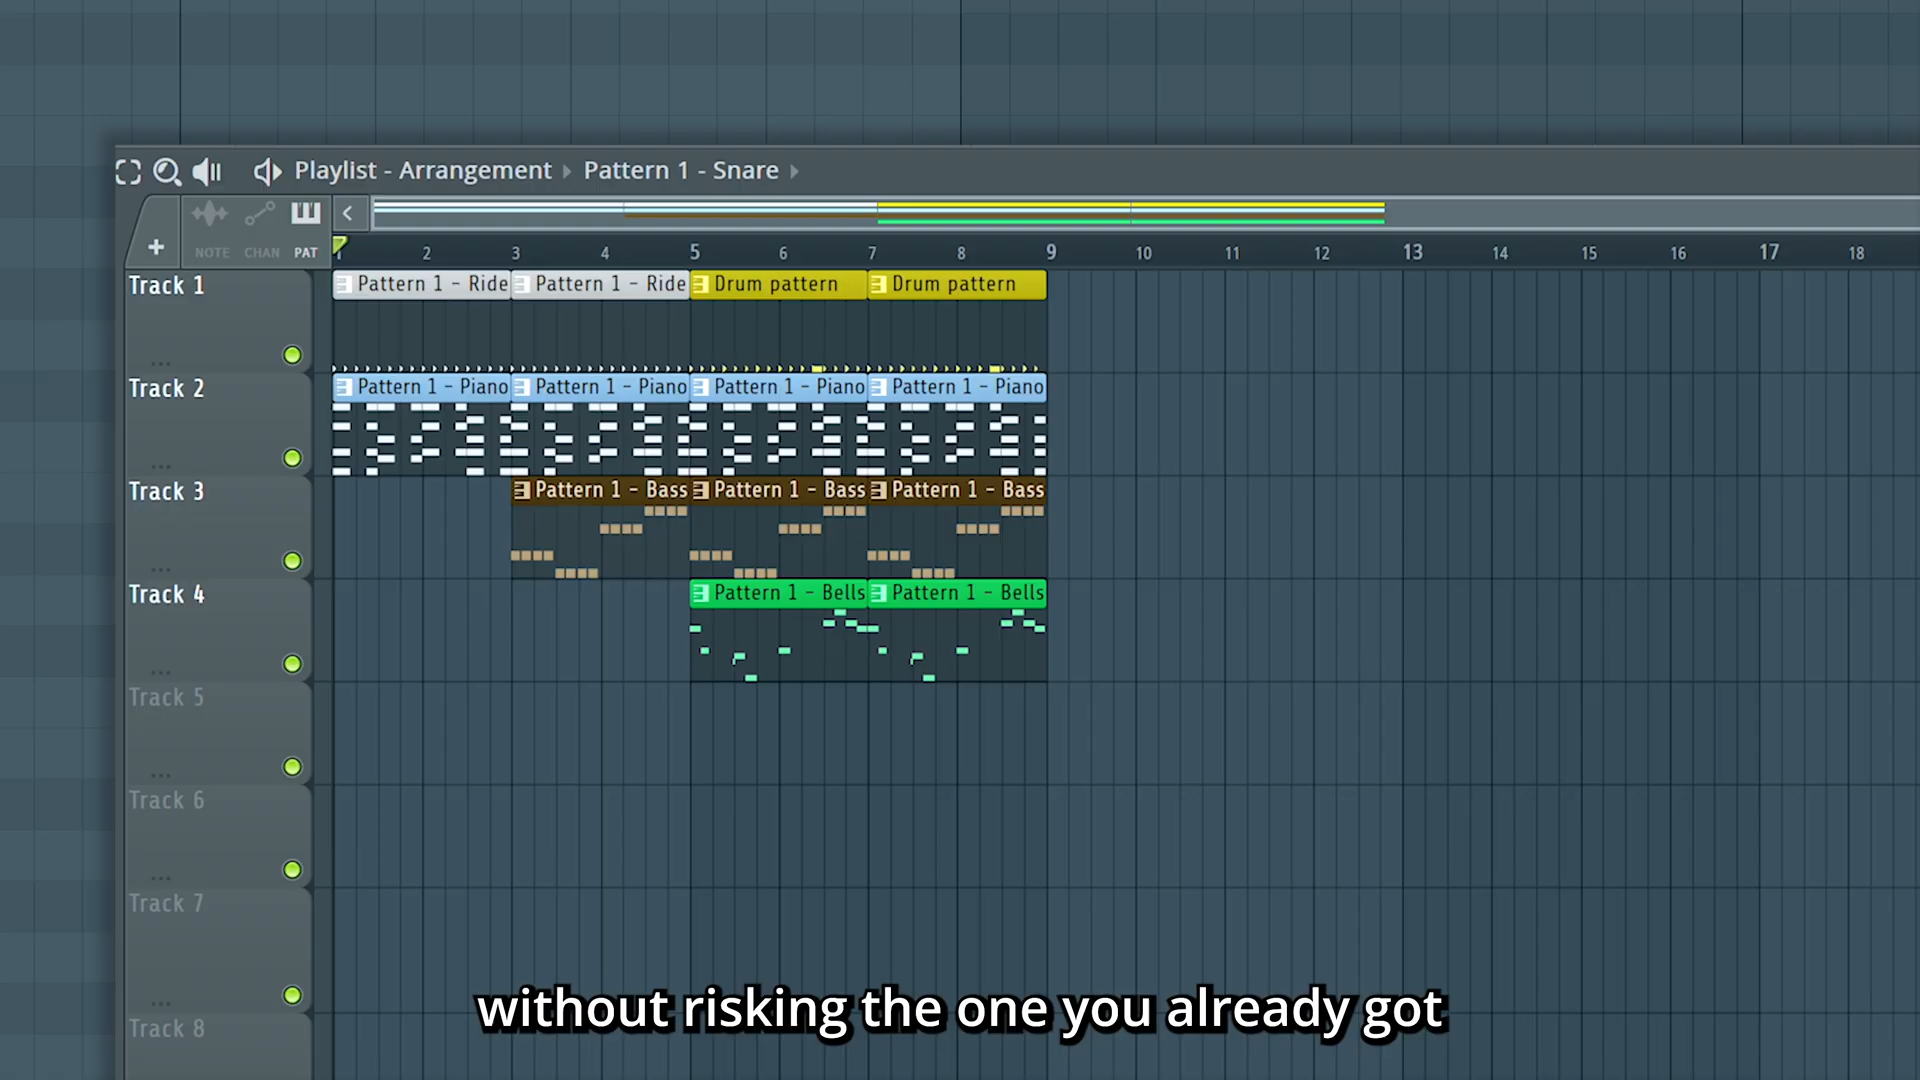 Playlist - Arrangement Pattern 1 - Snare
NOTE CHAN PAT
1 2 3 4 5 6 7 8 9 10 11 12 13 14 15 16 17 18
Track 1
Pattern 1 - Ride Pattern 1 - Ride Drum pattern Drum pattern
Track 2
Pattern 1 - Piano Pattern 1 - Piano Pattern 1 - Piano Pattern 1 - Piano
Track 3
Pattern 1 - Bass Pattern 1 - Bass Pattern 1 - Bass
Track 4
Pattern 1 - Bells Pattern 1 - Bells
Track 5
Track 6
Track 7
Track 8
without risking the one you already got